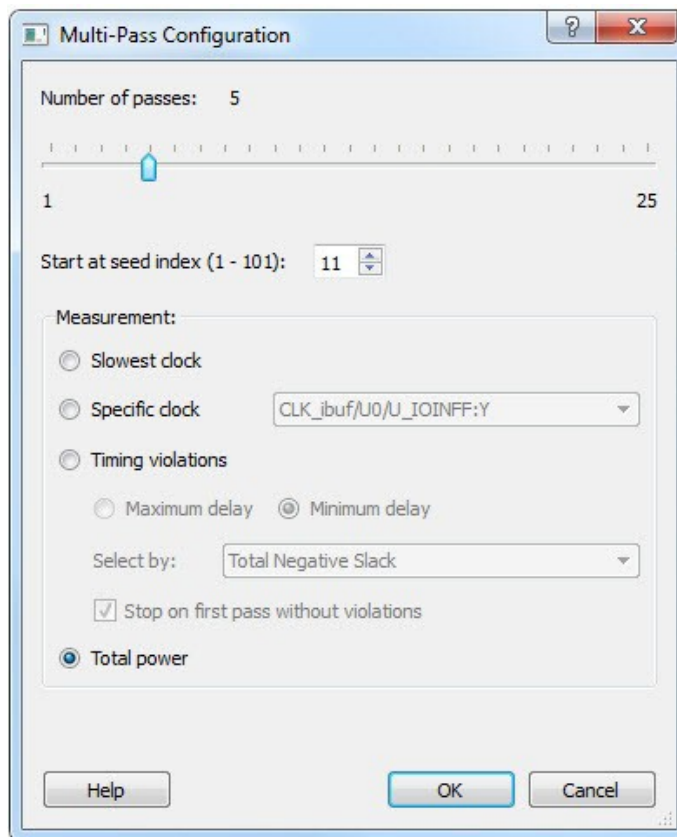 Multi-Pass Configuration
Number of passes: 5
1 25
Start at seed index (1 - 101): 11
Measurement:
Slowest clock
Specific clock CLK_ibuf/U0/U_IOINFF:Y
Timing violations
Maximum delay Minimum delay
Select by: Total Negative Slack
Stop on first pass without violations
Total power
Help OK Cancel